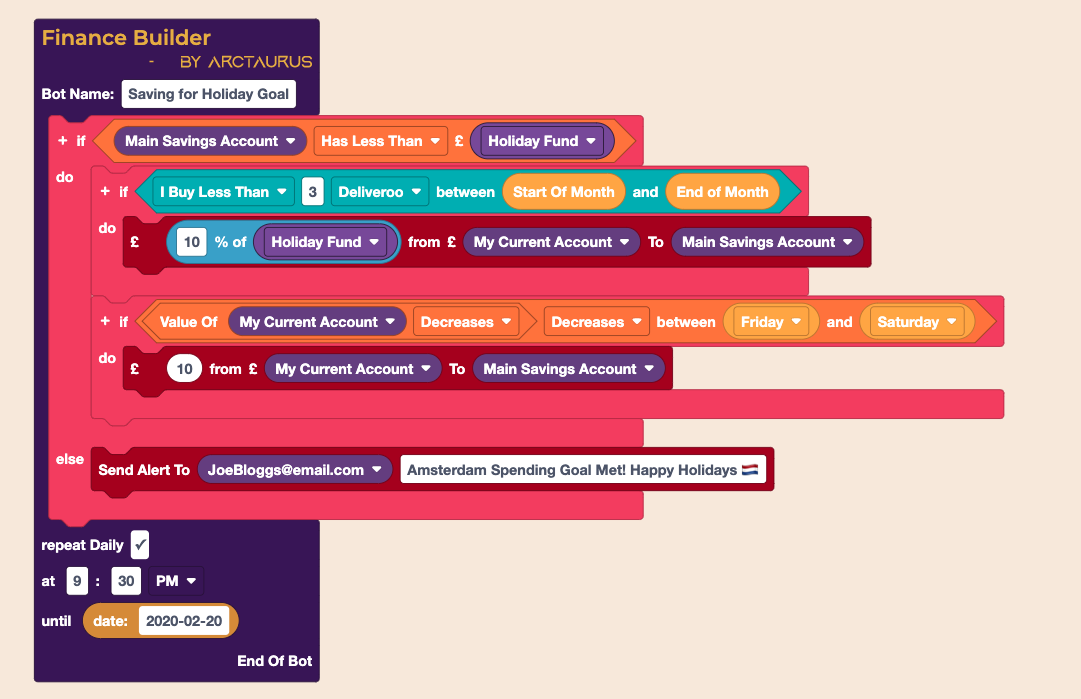 Finance Builder
- BY ARCTAURUS
Bot Name: Saving for Holiday Goal
+ if Main Savings Account Has Less Than £ Holiday Fund
do
+ if I Buy Less Than 3 Deliveroo between Start Of Month and End of Month
do £ 10 % of Holiday Fund from £ My Current Account To Main Savings Account
+ if Value Of My Current Account Decreases Decreases between Friday and Saturday
do £ 10 from £ My Current Account To Main Savings Account
else Send Alert To JoeBloggs@email.com Amsterdam Spending Goal Met! Happy Holidays 🇳🇱
repeat Daily ✓
at 9 : 30 PM
until date: 2020-02-20
End Of Bot